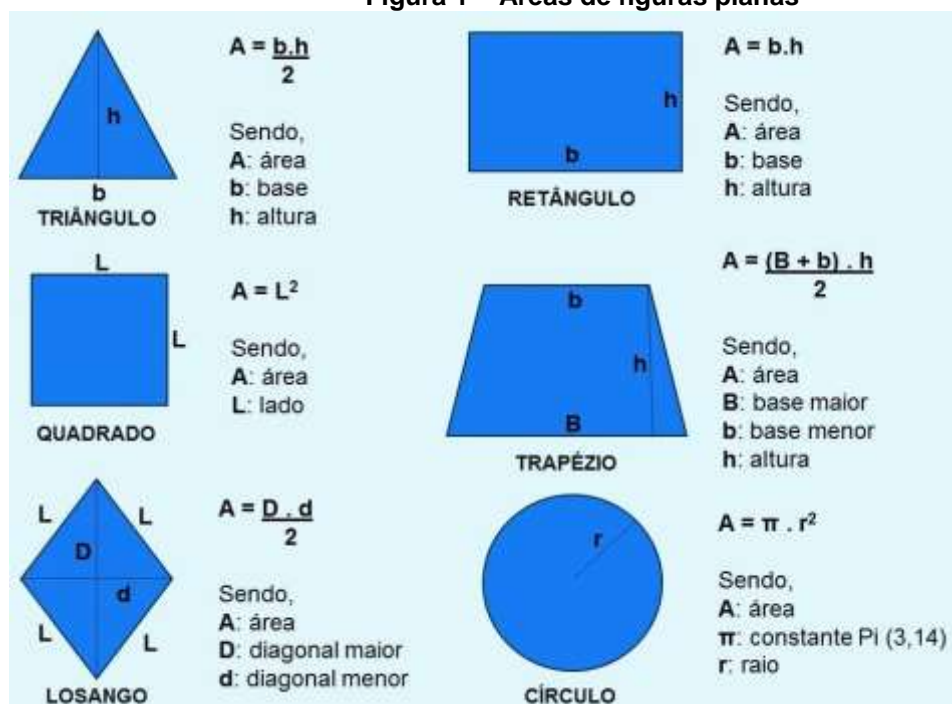 Figura 1 – Áreas de figuras planas
A = b.h
2
Sendo,
A: área
b: base
h: altura
h
b
TRIÂNGULO
A = b.h
Sendo,
A: área
b: base
h: altura
h
b
RETÂNGULO
L
L
A = L²
Sendo,
A: área
L: lado
QUADRADO
A = (B + b) . h
2
Sendo,
A: área
B: base maior
b: base menor
h: altura
b
h
B
TRAPÉZIO
L
L
D
d
L
L
A = D . d
2
Sendo,
A: área
D: diagonal maior
d: diagonal menor
LOSANGO
r
A = π . r²
Sendo,
A: área
π: constante Pi (3,14)
r: raio
CÍRCULO